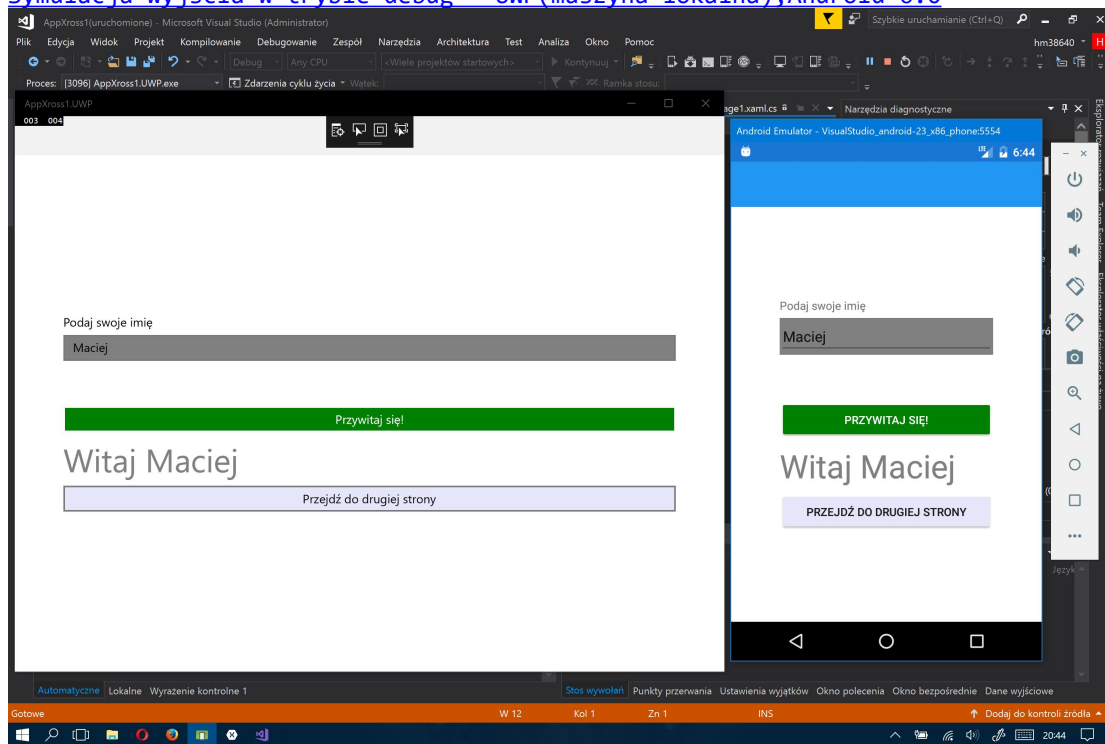 Symulacja wyjścia w trybie debug - UWP(maszyna lokalna),Android 6.0
AppXross1(uruchomione) - Microsoft Visual Studio (Administrator)
Szybkie uruchamianie (Ctrl+Q)
Plik Edycja Widok Projekt Kompilowanie Debugowanie Zespół Narzędzia Architektura Test Analiza Okno Pomoc
hm38640 H
Debug Any CPU <Wiele projektów startowych> Kontynuuj
Proces: [3096] AppXross1.UWP.exe Zdarzenia cyklu życia Wątek: Ramka stosu:
AppXross1.UWP
age1.xaml.cs Narzędzia diagnostyczne
003 004
Android Emulator - VisualStudio_android-23_x86_phone:5554
LTE 6:44
Podaj swoje imię
Maciej
Przywitaj się!
Witaj Maciej
Przejdź do drugiej strony
Podaj swoje imię
Maciej
PRZYWITAJ SIĘ!
Witaj Maciej
PRZEJDŹ DO DRUGIEJ STRONY
Team Explorer
Język
Automatyczne Lokalne Wyrażenie kontrolne 1
Stos wywołań Punkty przerwania Ustawienia wyjątków Okno polecenia Okno bezpośrednie Dane wyjściowe
Gotowe W 12 Kol 1 Zn 1 INS Dodaj do kontroli źródła
20:44